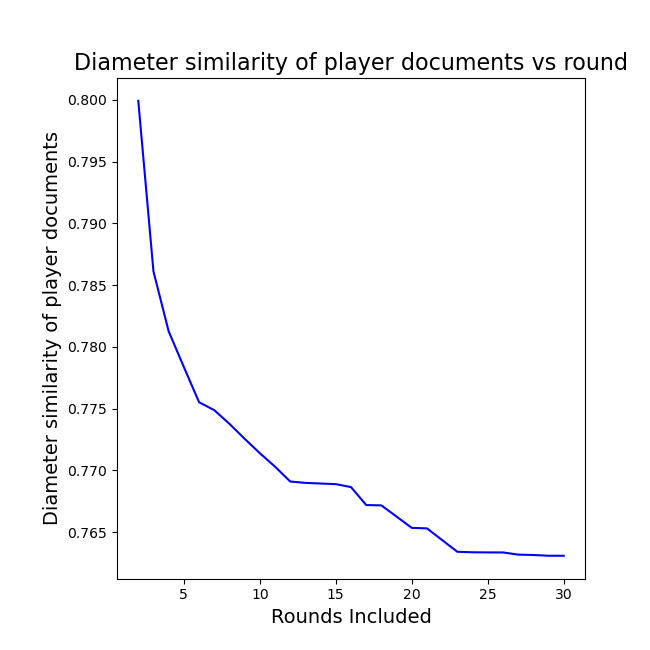 Diameter similarity of player documents vs round
Diameter similarity of player documents
0.800
0.795
0.790
0.785
0.780
0.775
0.770
0.765
5 10 15 20 25 30
Rounds Included